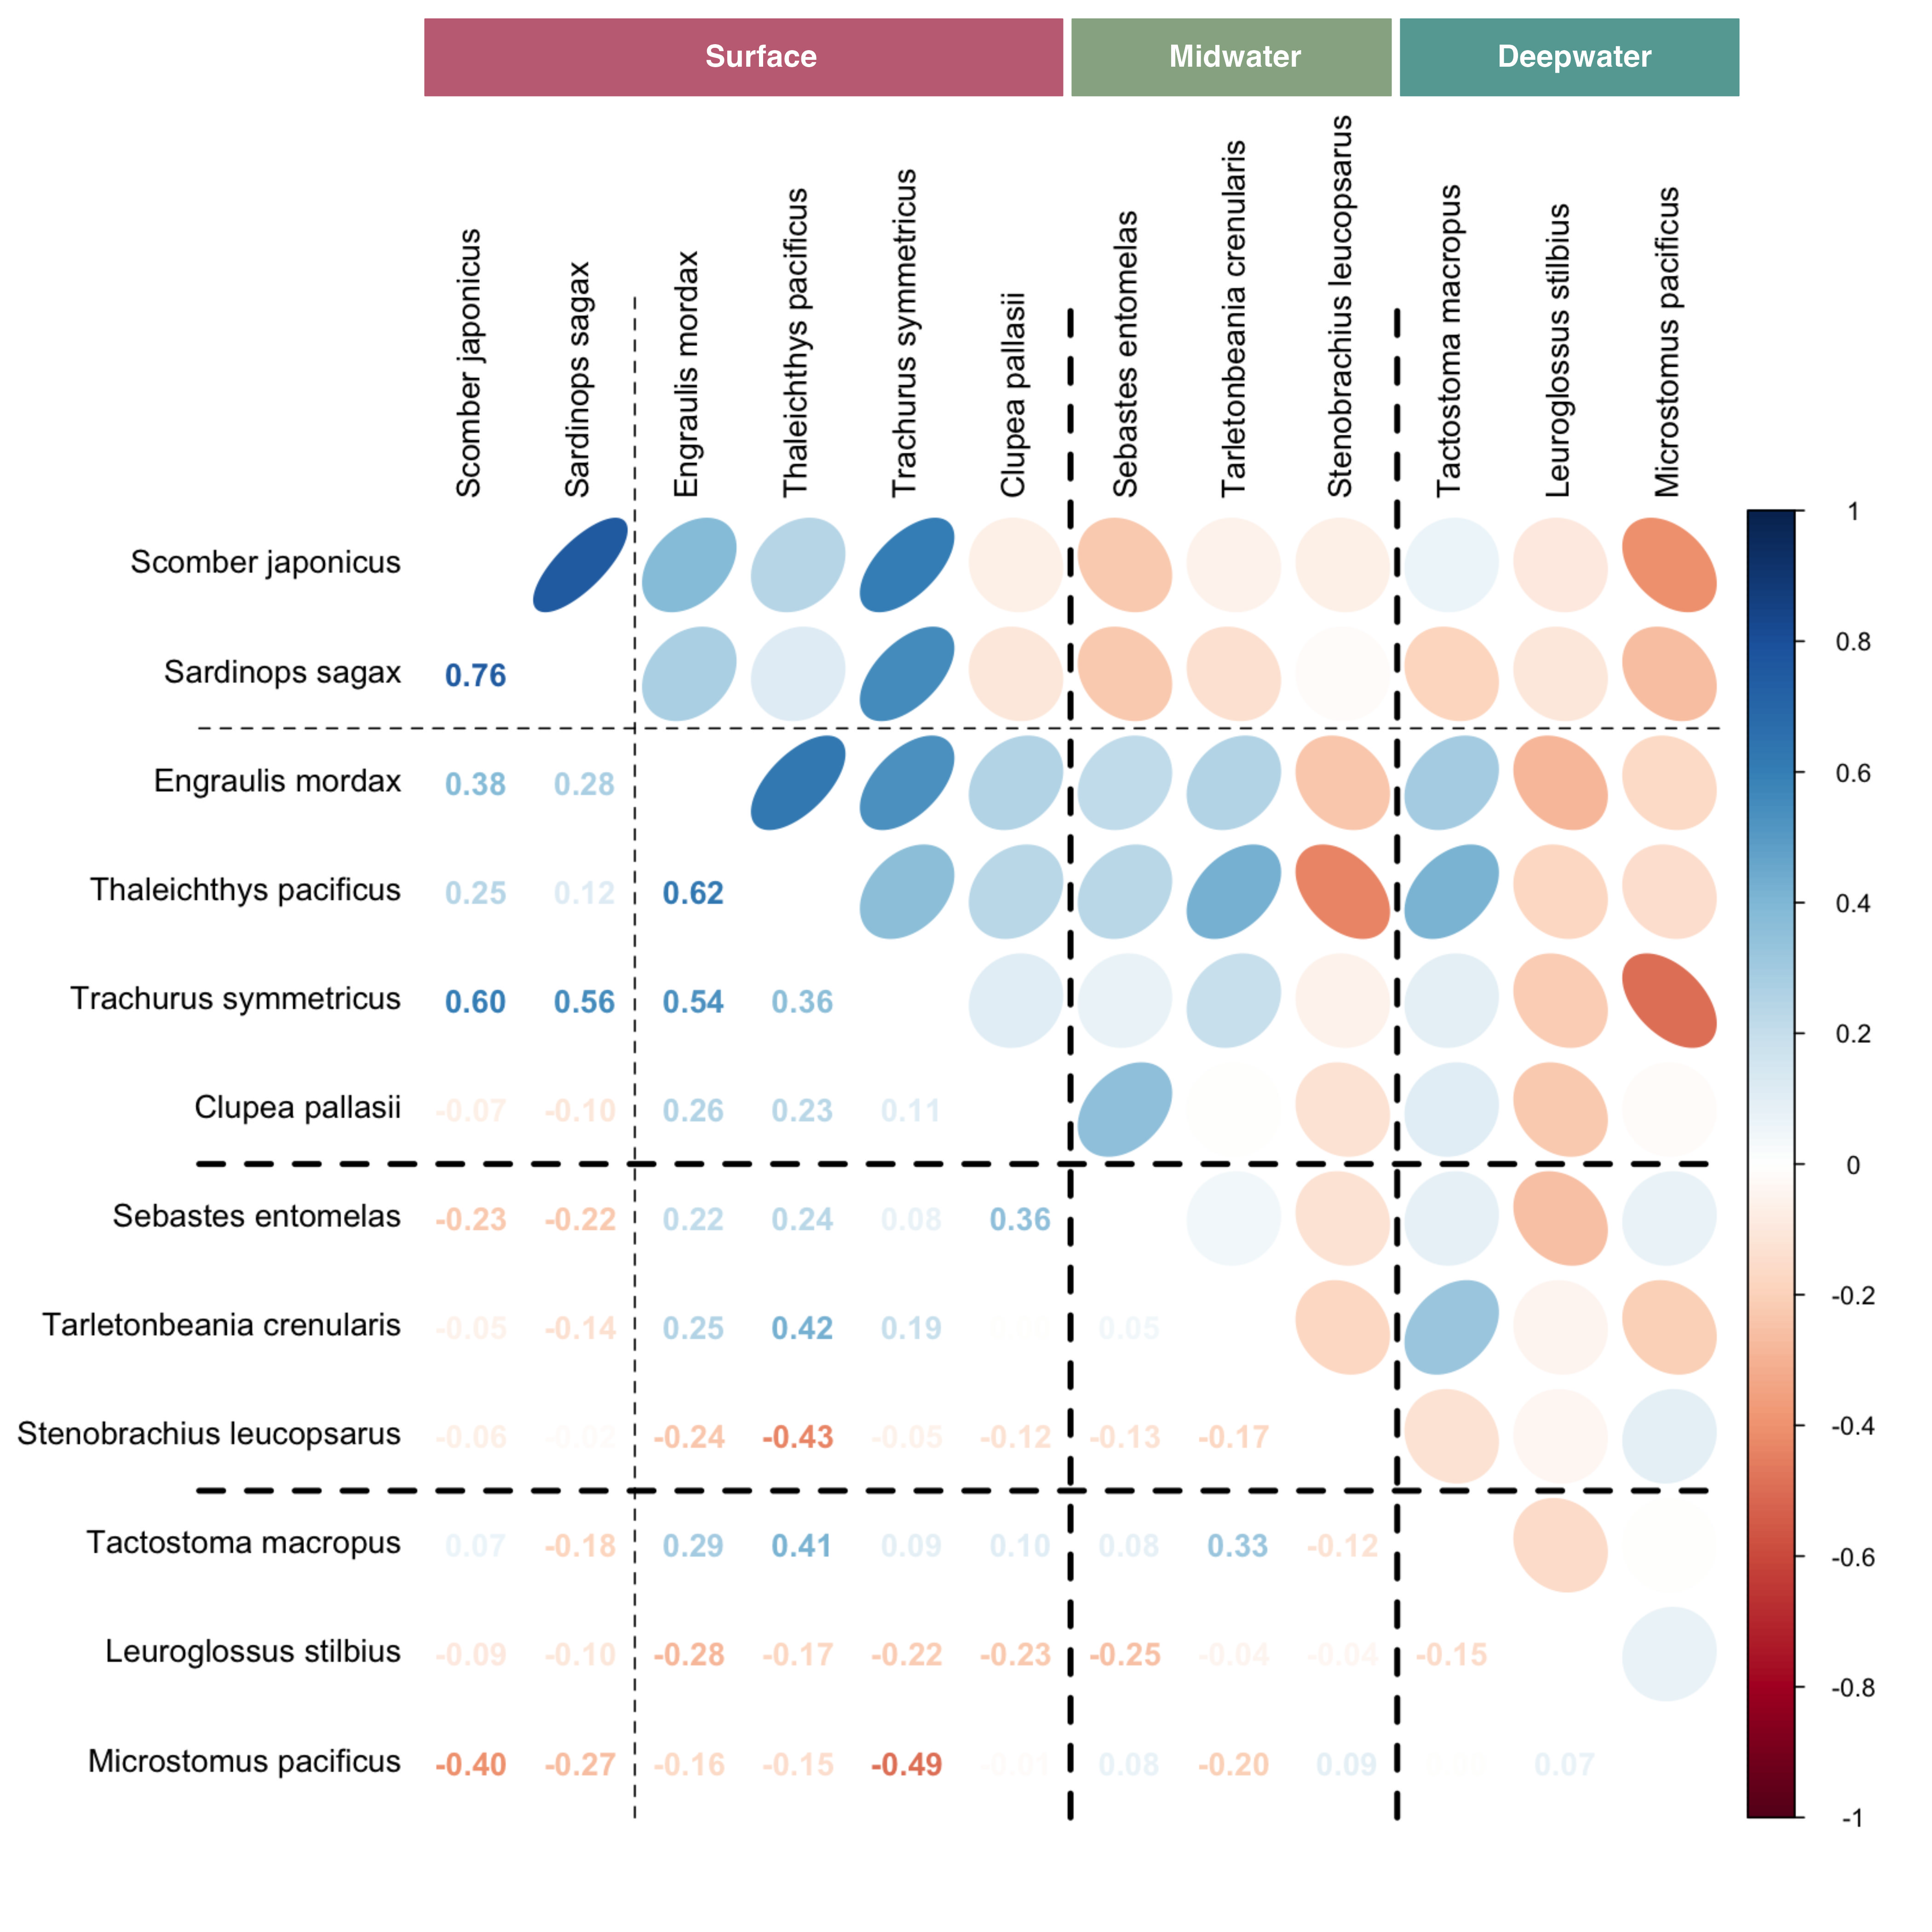 Surface Midwater Deepwater
Scomber japonicus Sardinops sagax Engraulis mordax Thaleichthys pacificus Trachurus symmetricus Clupea pallasii Sebastes entomelas Tarletonbeania crenularis Stenobrachius leucopsarus Tactostoma macropus Leuroglossus stilbius Microstomus pacificus
Scomber japonicus
Sardinops sagax 0.76
Engraulis mordax 0.38 0.28
Thaleichthys pacificus 0.25 0.12 0.62
Trachurus symmetricus 0.60 0.56 0.54 0.36
Clupea pallasii -0.07 -0.10 0.26 0.23 0.11
Sebastes entomelas -0.23 -0.22 0.22 0.24 0.08 0.36
Tarletonbeania crenularis -0.05 -0.14 0.25 0.42 0.19 0.05
Stenobrachius leucopsarus -0.06 -0.02 -0.24 -0.43 -0.05 -0.12 -0.13 -0.17
Tactostoma macropus 0.07 -0.18 0.29 0.41 0.09 0.10 0.08 0.33 -0.12
Leuroglossus stilbius -0.09 -0.10 -0.28 -0.17 -0.22 -0.23 -0.25 -0.04 -0.04 -0.15
Microstomus pacificus -0.40 -0.27 -0.16 -0.15 -0.49 -0.01 0.08 -0.20 0.09 0.07
1
0.8
0.6
0.4
0.2
0
-0.2
-0.4
-0.6
-0.8
-1